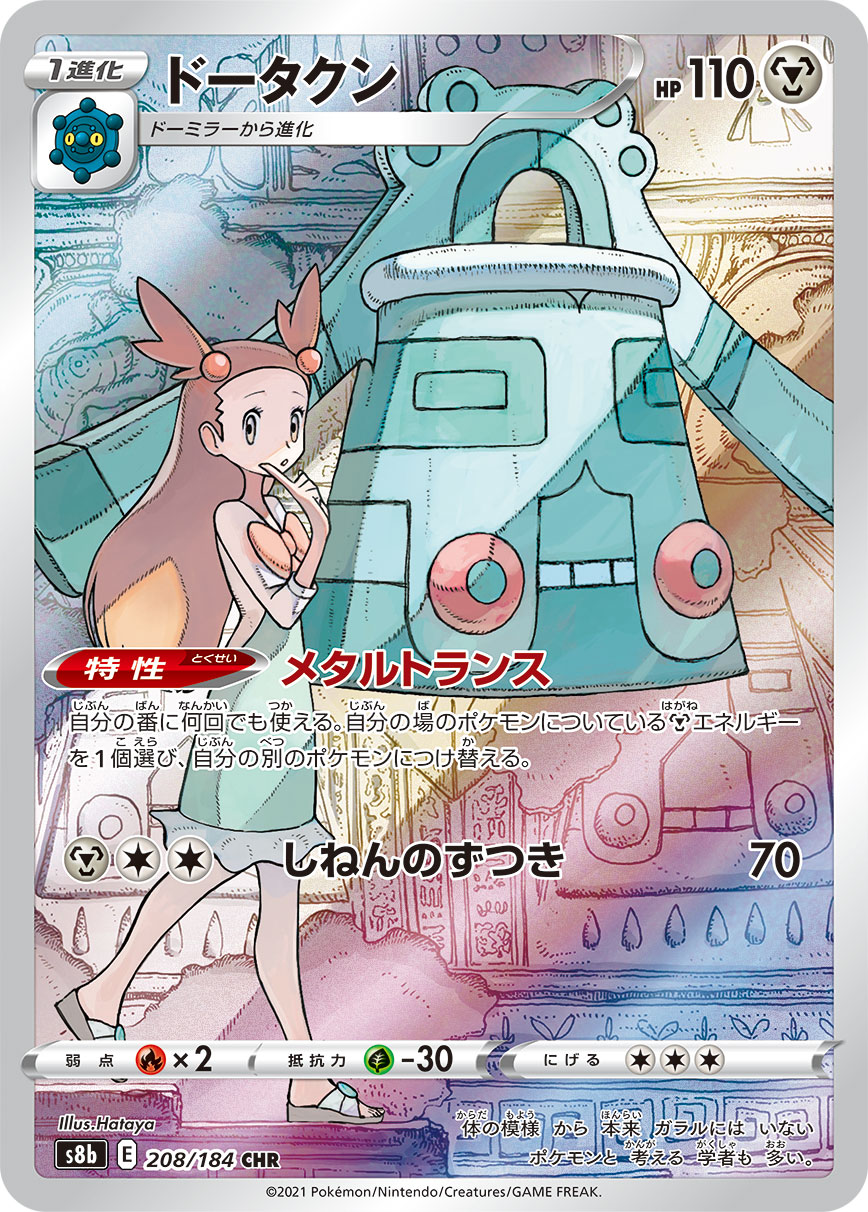 1進化
ドータクン
HP 110
ドーミラーから進化
特性
とくせい
メタルトランス
じぶん ばん なんかい つか じぶん ば はがね
自分の番に何回でも使える。自分の場のポケモンについているエネルギー
こ えら じぶん べつ か
を1個選び、自分の別のポケモンにつけ替える。
しねんのずつき 70
弱点 ×2 抵抗力 -30 にげる
Illus.Hataya
からだ もよう ほんらい
体の模様 から 本来 ガラルには いない
かんが がくしゃ おお
ポケモンと 考える 学者も 多い。
s8b E 208/184 CHR
©2021 Pokémon/Nintendo/Creatures/GAME FREAK.